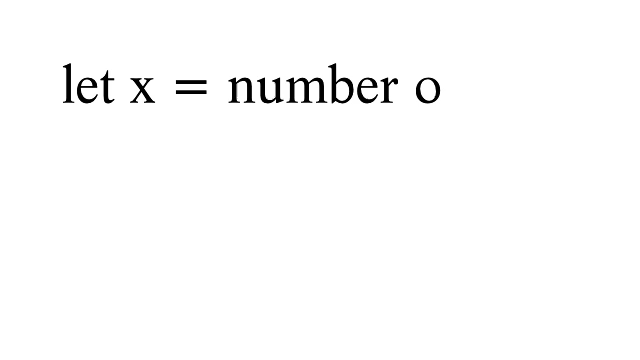 let x = number o